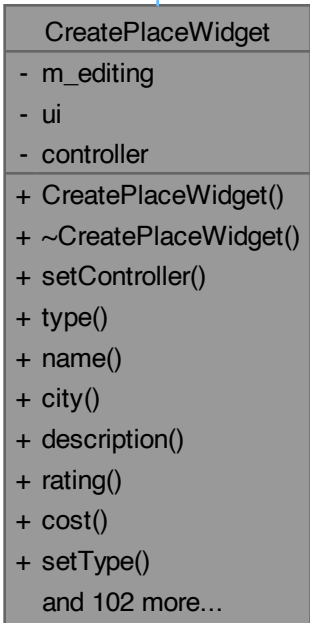 CreatePlaceWidget
- m_editing
- ui
- controller
+ CreatePlaceWidget()
+ ~CreatePlaceWidget()
+ setController()
+ type()
+ name()
+ city()
+ description()
+ rating()
+ cost()
+ setType()
and 102 more...